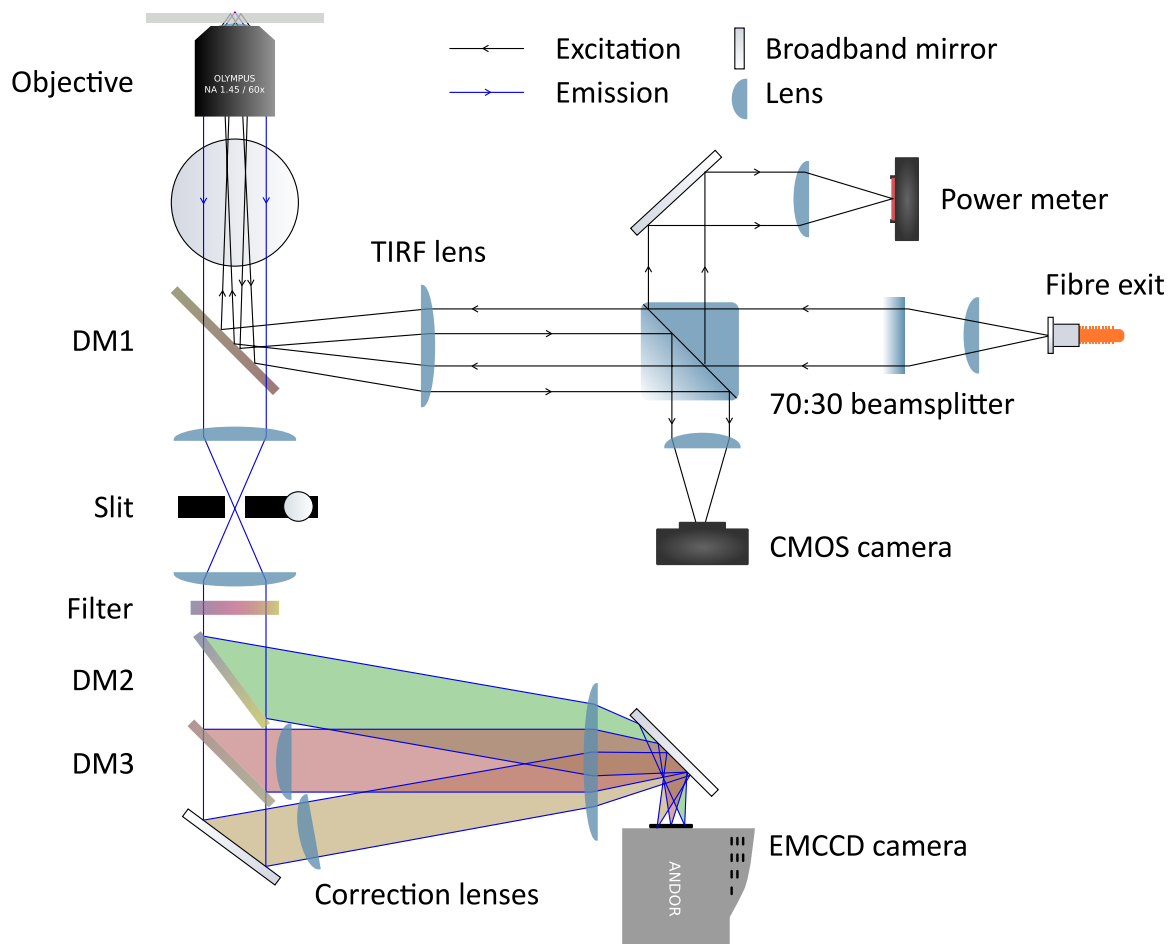 Excitation
Broadband mirror
Emission
Lens
Objective
OLYMPUS
NA 1.45 / 60x
Power meter
TIRF lens
Fibre exit
DM1
70:30 beamsplitter
Slit
CMOS camera
Filter
DM2
DM3
EMCCD camera
ANDOR
Correction lenses